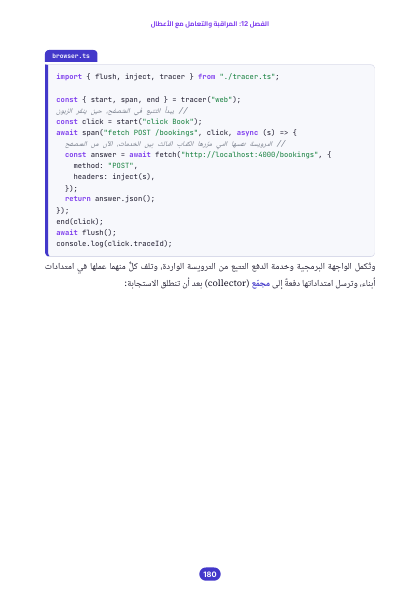 الفصل 12: المراقبة والتعامل مع الأعطال
browser.ts
import { flush, inject, tracer } from "./tracer.ts";
const { start, span, end } = tracer("web");
// يبدأ التتبع في المتصفح، حين ينقر الزبون
const click = start("click Book");
await span("fetch POST /bookings", click, async (s) => {
// الترويسة نفسها التي مررها الكتاب الثالث بين الخدمات، الآن من المتصفح
const answer = await fetch("http://localhost:4000/bookings", {
method: "POST",
headers: inject(s),
});
return answer.json();
});
end(click);
await flush();
console.log(click.traceId);
وتُكمل الواجهة البرمجية وخدمة الدفع التتبع من الترويسة الواردة، وتلف كلٌّ منهما عملها في امتدادات
أبناء، وترسل امتداداتها دفعةً إلى مجمّع (collector) بعد أن تنطلق الاستجابة:
180